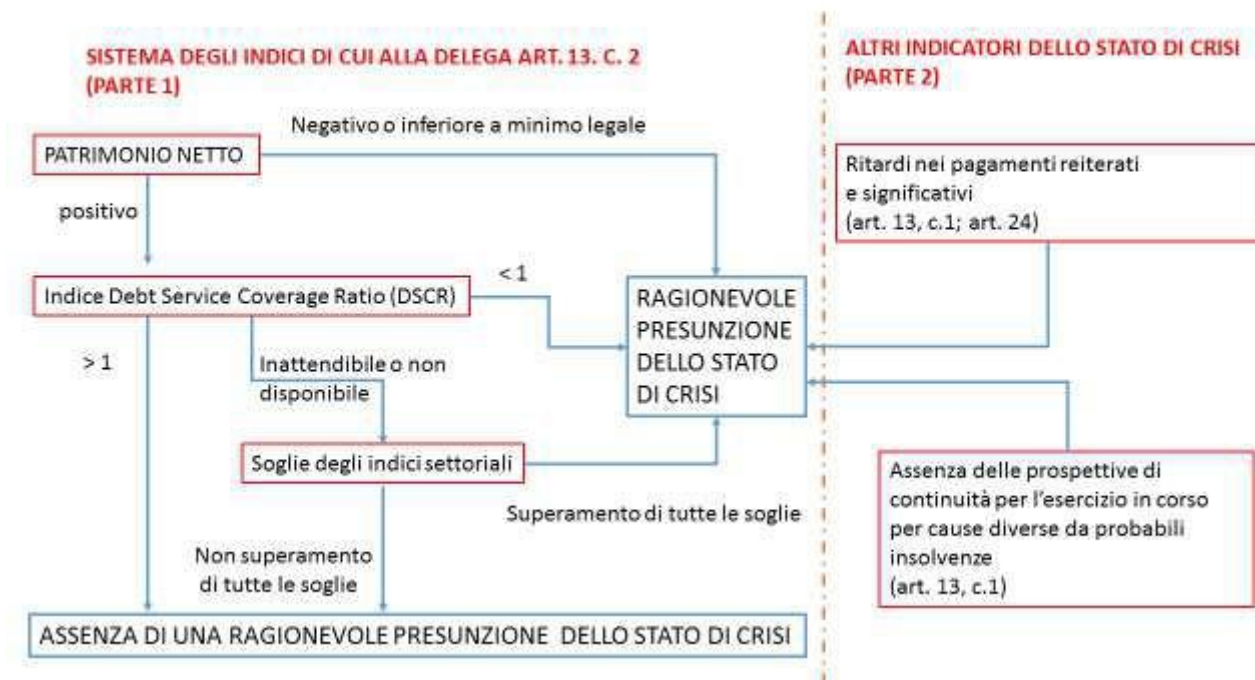 SISTEMA DEGLI INDICI DI CUI ALLA DELEGA ART. 13. C. 2
(PARTE 1)
Negativo o inferiore a minimo legale
PATRIMONIO NETTO
positivo
Indice Debt Service Coverage Ratio (DSCR)
< 1
> 1
Inattendibile o non
disponibile
RAGIONEVOLE
PRESUNZIONE
DELLO STATO
DI CRISI
Soglie degli indici settoriali
Superamento di tutte le soglie
Non superamento
di tutte le soglie
ASSENZA DI UNA RAGIONEVOLE PRESUNZIONE DELLO STATO DI CRISI
ALTRI INDICATORI DELLO STATO DI CRISI
(PARTE 2)
Ritardi nei pagamenti reiterati
e significativi
(art. 13, c.1; art. 24)
Assenza delle prospettive di
continuità per l'esercizio in corso
per cause diverse da probabili
insolvenze
(art. 13, c.1)